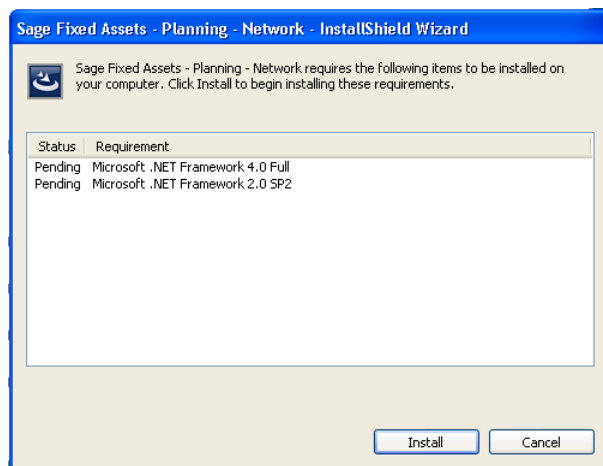 Sage Fixed Assets - Planning - Network - InstallShield Wizard
Sage Fixed Assets - Planning - Network requires the following items to be installed on
your computer. Click Install to begin installing these requirements.
Status Requirement
Pending Microsoft .NET Framework 4.0 Full
Pending Microsoft .NET Framework 2.0 SP2
Install Cancel